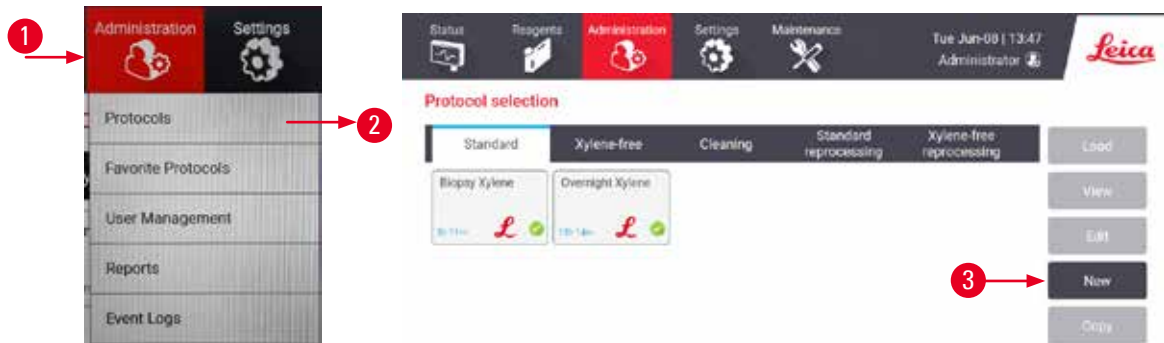 1
Administration Settings
Protocols
2
Favorite Protocols
User Management
Reports
Event Logs
Status Reagents Administration Settings Maintenance
Tue Jun-08 | 13:47
Administrator
Leica
Protocol selection
Standard Xylene-free Cleaning Standard reprocessing Xylene-free reprocessing
Load
View
Edit
3
New
Copy
Biopsy Xylene Overnight Xylene
L L